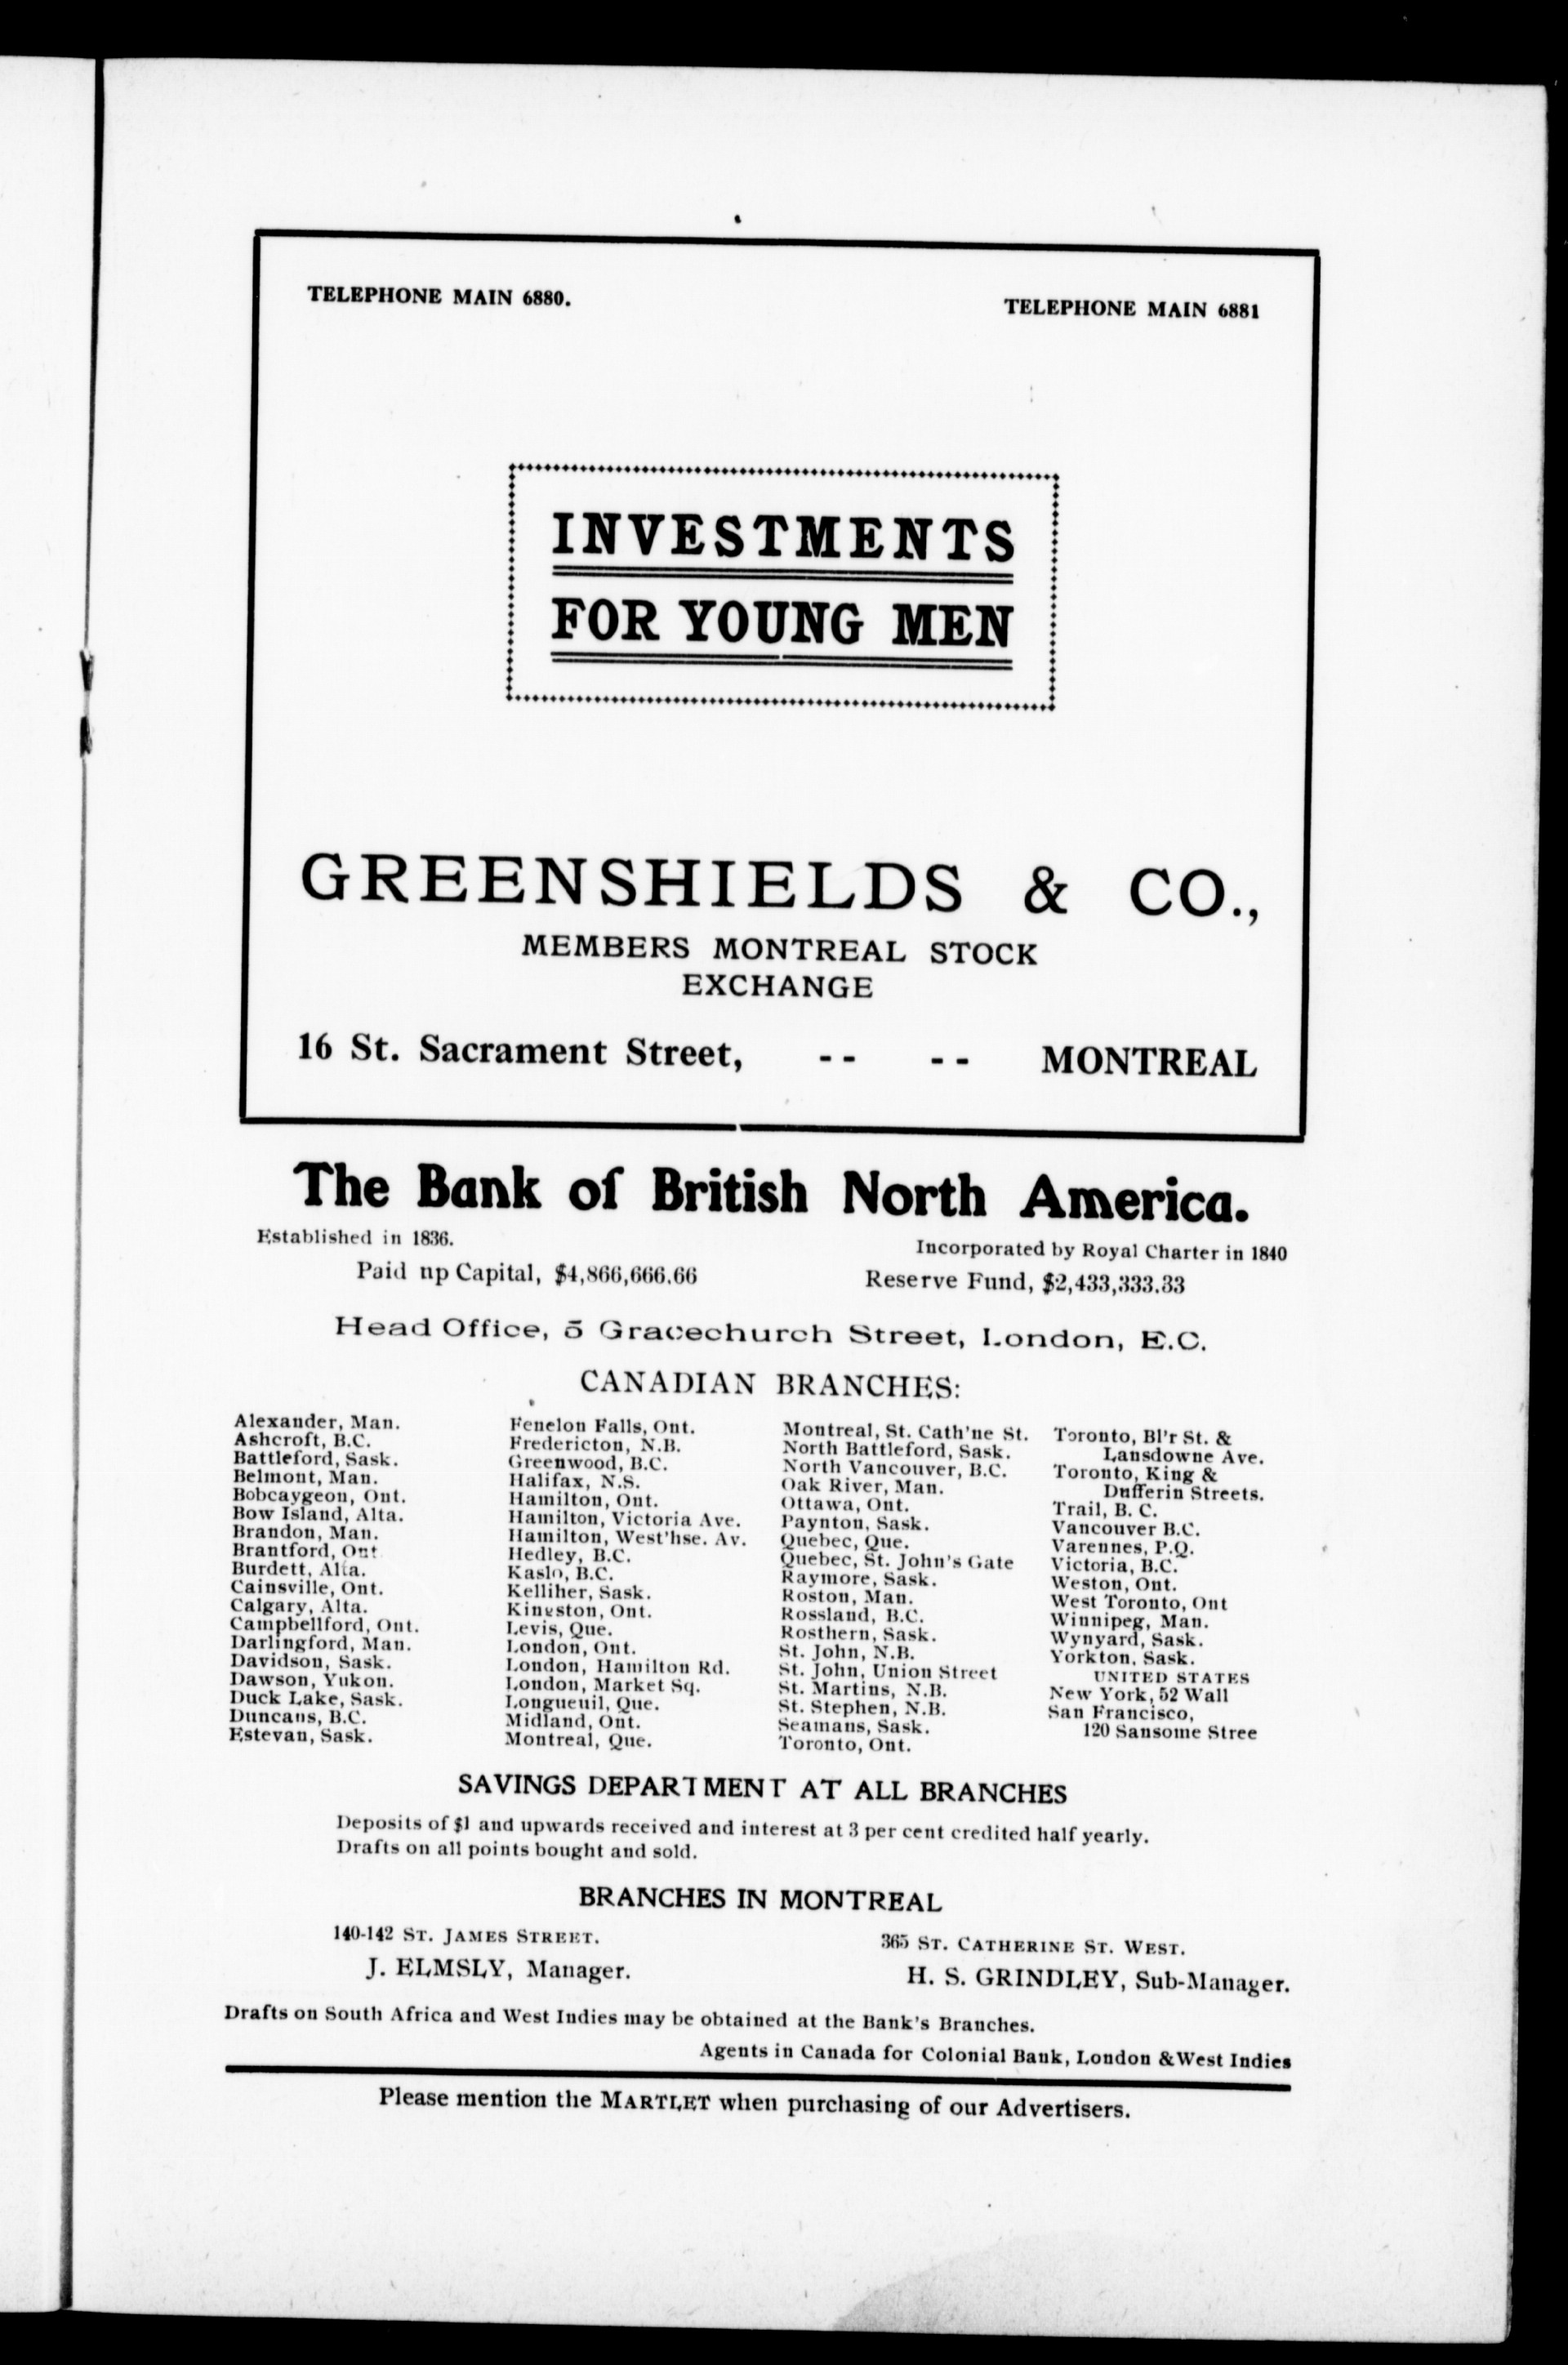 TELEPHONE MAIN 6880.
TELEPHONE MAIN 6881
INVESTMENTS
FOR YOUNG MEN
GREENSHIELDS & CO.,
MEMBERS MONTREAL STOCK
EXCHANGE
16 St. Sacrament Street, -- -- MONTREAL
The Bank of British North America.
Established in 1836.
Incorporated by Royal Charter in 1840
Paid up Capital, $4,866,666.66
Reserve Fund, $2,433,333.33
Head Office, 5 Gracechurch Street, London, E.C.
CANADIAN BRANCHES:
Alexander, Man.
Ashcroft, B.C.
Battleford, Sask.
Belmont, Man.
Bobcaygeon, Ont.
Bow Island, Alta.
Brandon, Man.
Brantford, Ont
Burdett, Alta.
Cainsville, Ont.
Calgary, Alta.
Campbellford, Ont.
Darlingford, Man.
Davidson, Sask.
Dawson, Yukon.
Duck Lake, Sask.
Duncans, B.C.
Estevan, Sask.
Fenelon Falls, Ont.
Fredericton, N.B.
Greenwood, B.C.
Halifax, N.S.
Hamilton, Ont.
Hamilton, Victoria Ave.
Hamilton, West'hse. Av.
Hedley, B.C.
Kaslo, B.C.
Kelliher, Sask.
Kingston, Ont.
Levis, Que.
London, Ont.
London, Hamilton Rd.
London, Market Sq.
Longueuil, Que.
Midland, Ont.
Montreal, Que.
Montreal, St. Cath'ne St.
North Battleford, Sask.
North Vancouver, B.C.
Oak River, Man.
Ottawa, Ont.
Paynton, Sask.
Quebec, Que.
Quebec, St. John's Gate
Raymore, Sask.
Roston, Man.
Rossland, B.C.
Rosthern, Sask.
St. John, N.B.
St. John, Union Street
St. Martins, N.B.
St. Stephen, N.B.
Seamans, Sask.
Toronto, Ont.
Toronto, Bl'r St. &
Lansdowne Ave.
Toronto, King &
Dufferin Streets.
Trail, B. C.
Vancouver B.C.
Varennes, P.Q.
Victoria, B.C.
Weston, Ont.
West Toronto, Ont
Winnipeg, Man.
Wynyard, Sask.
Yorkton, Sask.
UNITED STATES
New York, 52 Wall
San Francisco,
120 Sansome Stree
SAVINGS DEPARTMENT AT ALL BRANCHES
Deposits of $1 and upwards received and interest at 3 per cent credited half yearly.
Drafts on all points bought and sold.
BRANCHES IN MONTREAL
140-142 ST. JAMES STREET.
365 ST. CATHERINE ST. WEST.
J. ELMSLY, Manager.
H. S. GRINDLEY, Sub-Manager.
Drafts on South Africa and West Indies may be obtained at the Bank's Branches.
Agents in Canada for Colonial Bank, London &West Indies
Please mention the MARTLET when purchasing of our Advertisers.